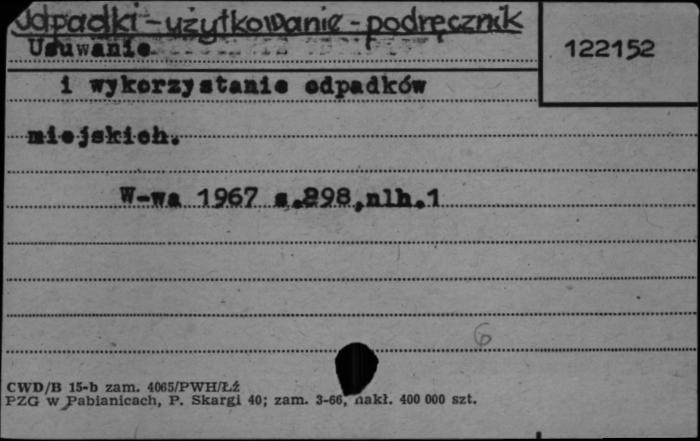 Odpadki - użytkowanie - podręcznik
122152
Usuwanie
i wykorzystanie odpadków
miejskich.
W-wa 1967 s.298,nlb.1
6
CWD/B 15-b zam. 4065/PWH/Łź
PZG w Pabianicach, P. Skargi 40; zam. 3-66, nakł. 400 000 szt.